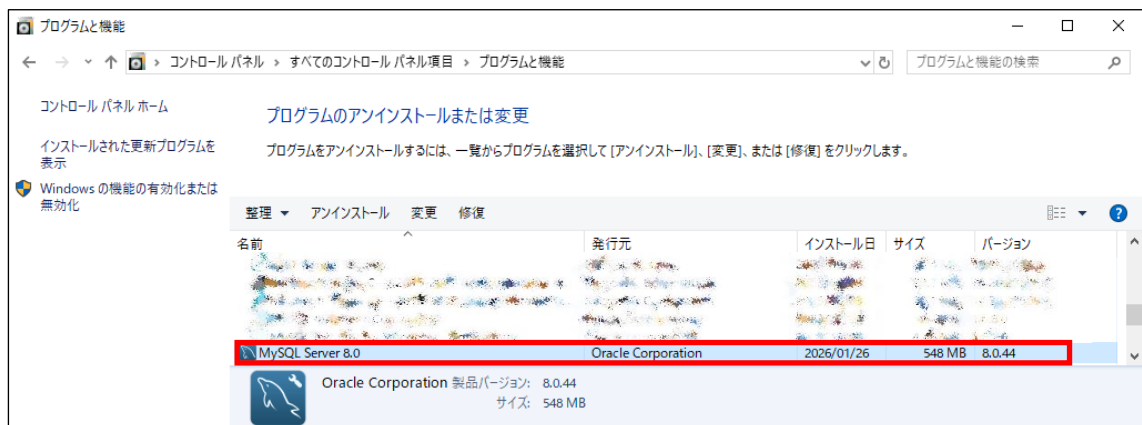 プログラムと機能
コントロール パネル › すべてのコントロール パネル項目 › プログラムと機能
プログラムと機能の検索
コントロール パネル ホーム
インストールされた更新プログラムを
表示
Windows の機能の有効化または
無効化
プログラムのアンインストールまたは変更
プログラムをアンインストールするには、一覧からプログラムを選択して [アンインストール]、[変更]、または [修復] をクリックします。
整理 アンインストール 変更 修復
名前 発行元 インストール日 サイズ バージョン
MySQL Server 8.0 Oracle Corporation 2026/01/26 548 MB 8.0.44
Oracle Corporation 製品バージョン: 8.0.44
サイズ: 548 MB